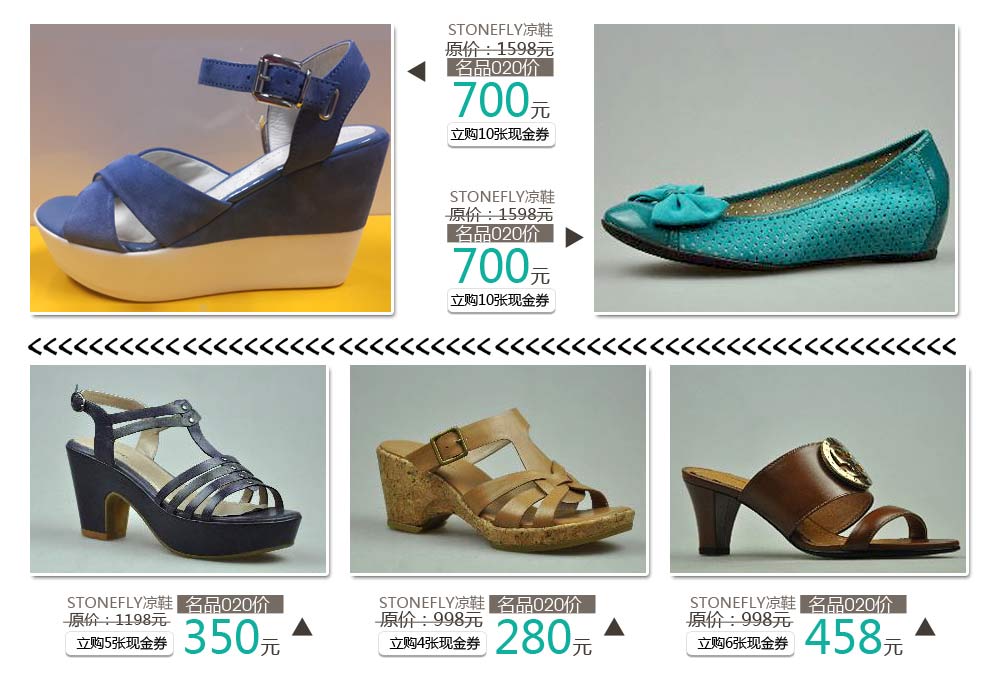 STONEFLY凉鞋
原价：1598元
名品020价
700元
立购10张现金券
STONEFLY凉鞋
原价：1598元
名品020价
700元
立购10张现金券
STONEFLY凉鞋 名品020价
原价：1198元
立购5张现金券 350元
STONEFLY凉鞋 名品020价
原价：998元
立购4张现金券 280元
STONEFLY凉鞋 名品020价
原价：998元
立购6张现金券 458元